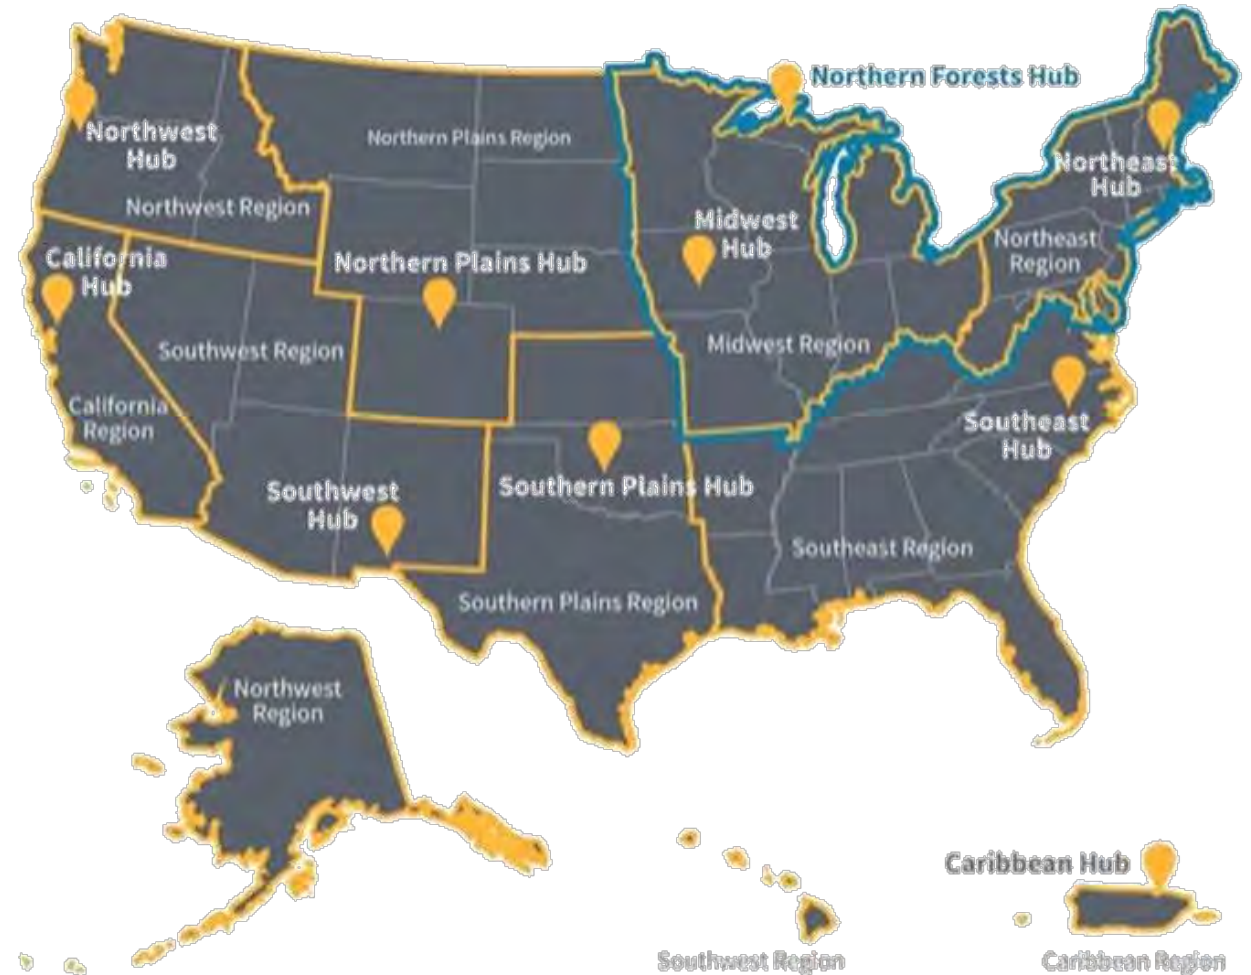 Northern Forests Hub
Northwest
Hub
Northern Plains Region
Northeast
Hub
Northwest Region
Midwest
Hub
Northeast
Region
California
Hub
Northern Plains Hub
Southwest Region
Midwest Region
California
Region
Southeast
Hub
Southwest
Hub
Southern Plains Hub
Southeast Region
Southern Plains Region
Northwest
Region
Caribbean Hub
Southwest Region
Caribbean Region